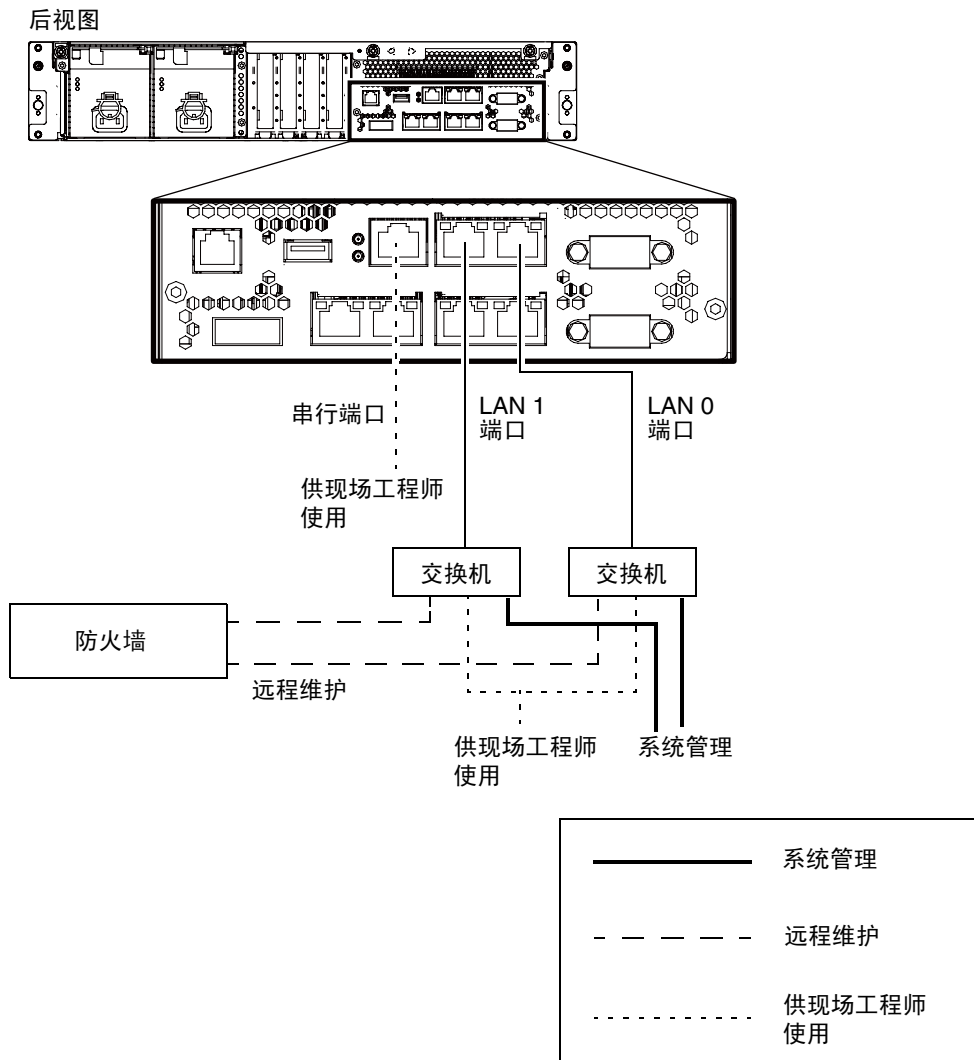 后视图
串行端口
LAN 1
端口
LAN 0
端口
供现场工程师
使用
交换机
交换机
防火墙
远程维护
供现场工程师
使用
系统管理
系统管理
远程维护
供现场工程师
使用